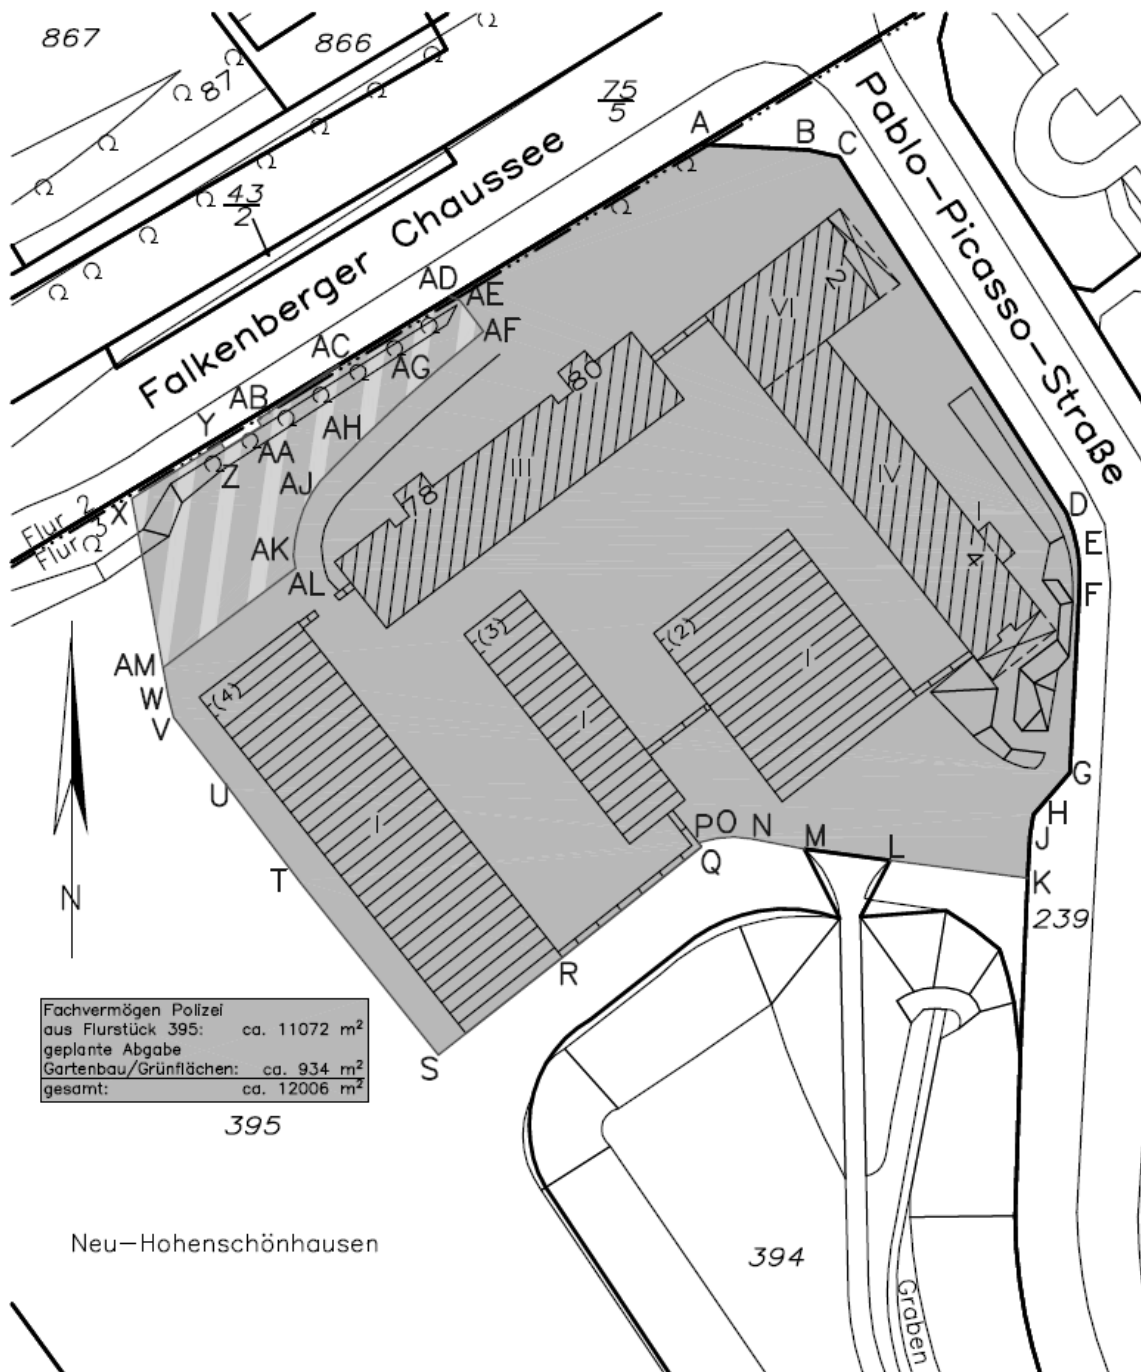 867
866
87
75
5
43
2
Falkenberger Chaussee
Pablo-Picasso-Straße
A
B
C
AD
AE
AF
AC
AG
AB
AH
Y
AA
Z
AJ
X
Flur 2
Flur 3
AK
AL
AM
W
V
U
T
S
R
Q
P
O
N
M
L
K
J
H
G
F
E
D
VI
2
80
III
78
IV
I
4
(3)
(2)
I
I
(4)
I
N
239
Fachvermögen Polizei
aus Flurstück 395: ca. 11072 m²
geplante Abgabe
Gartenbau/Grünflächen: ca. 934 m²
gesamt: ca. 12006 m²
395
Neu-Hohenschönhausen
394
Graben